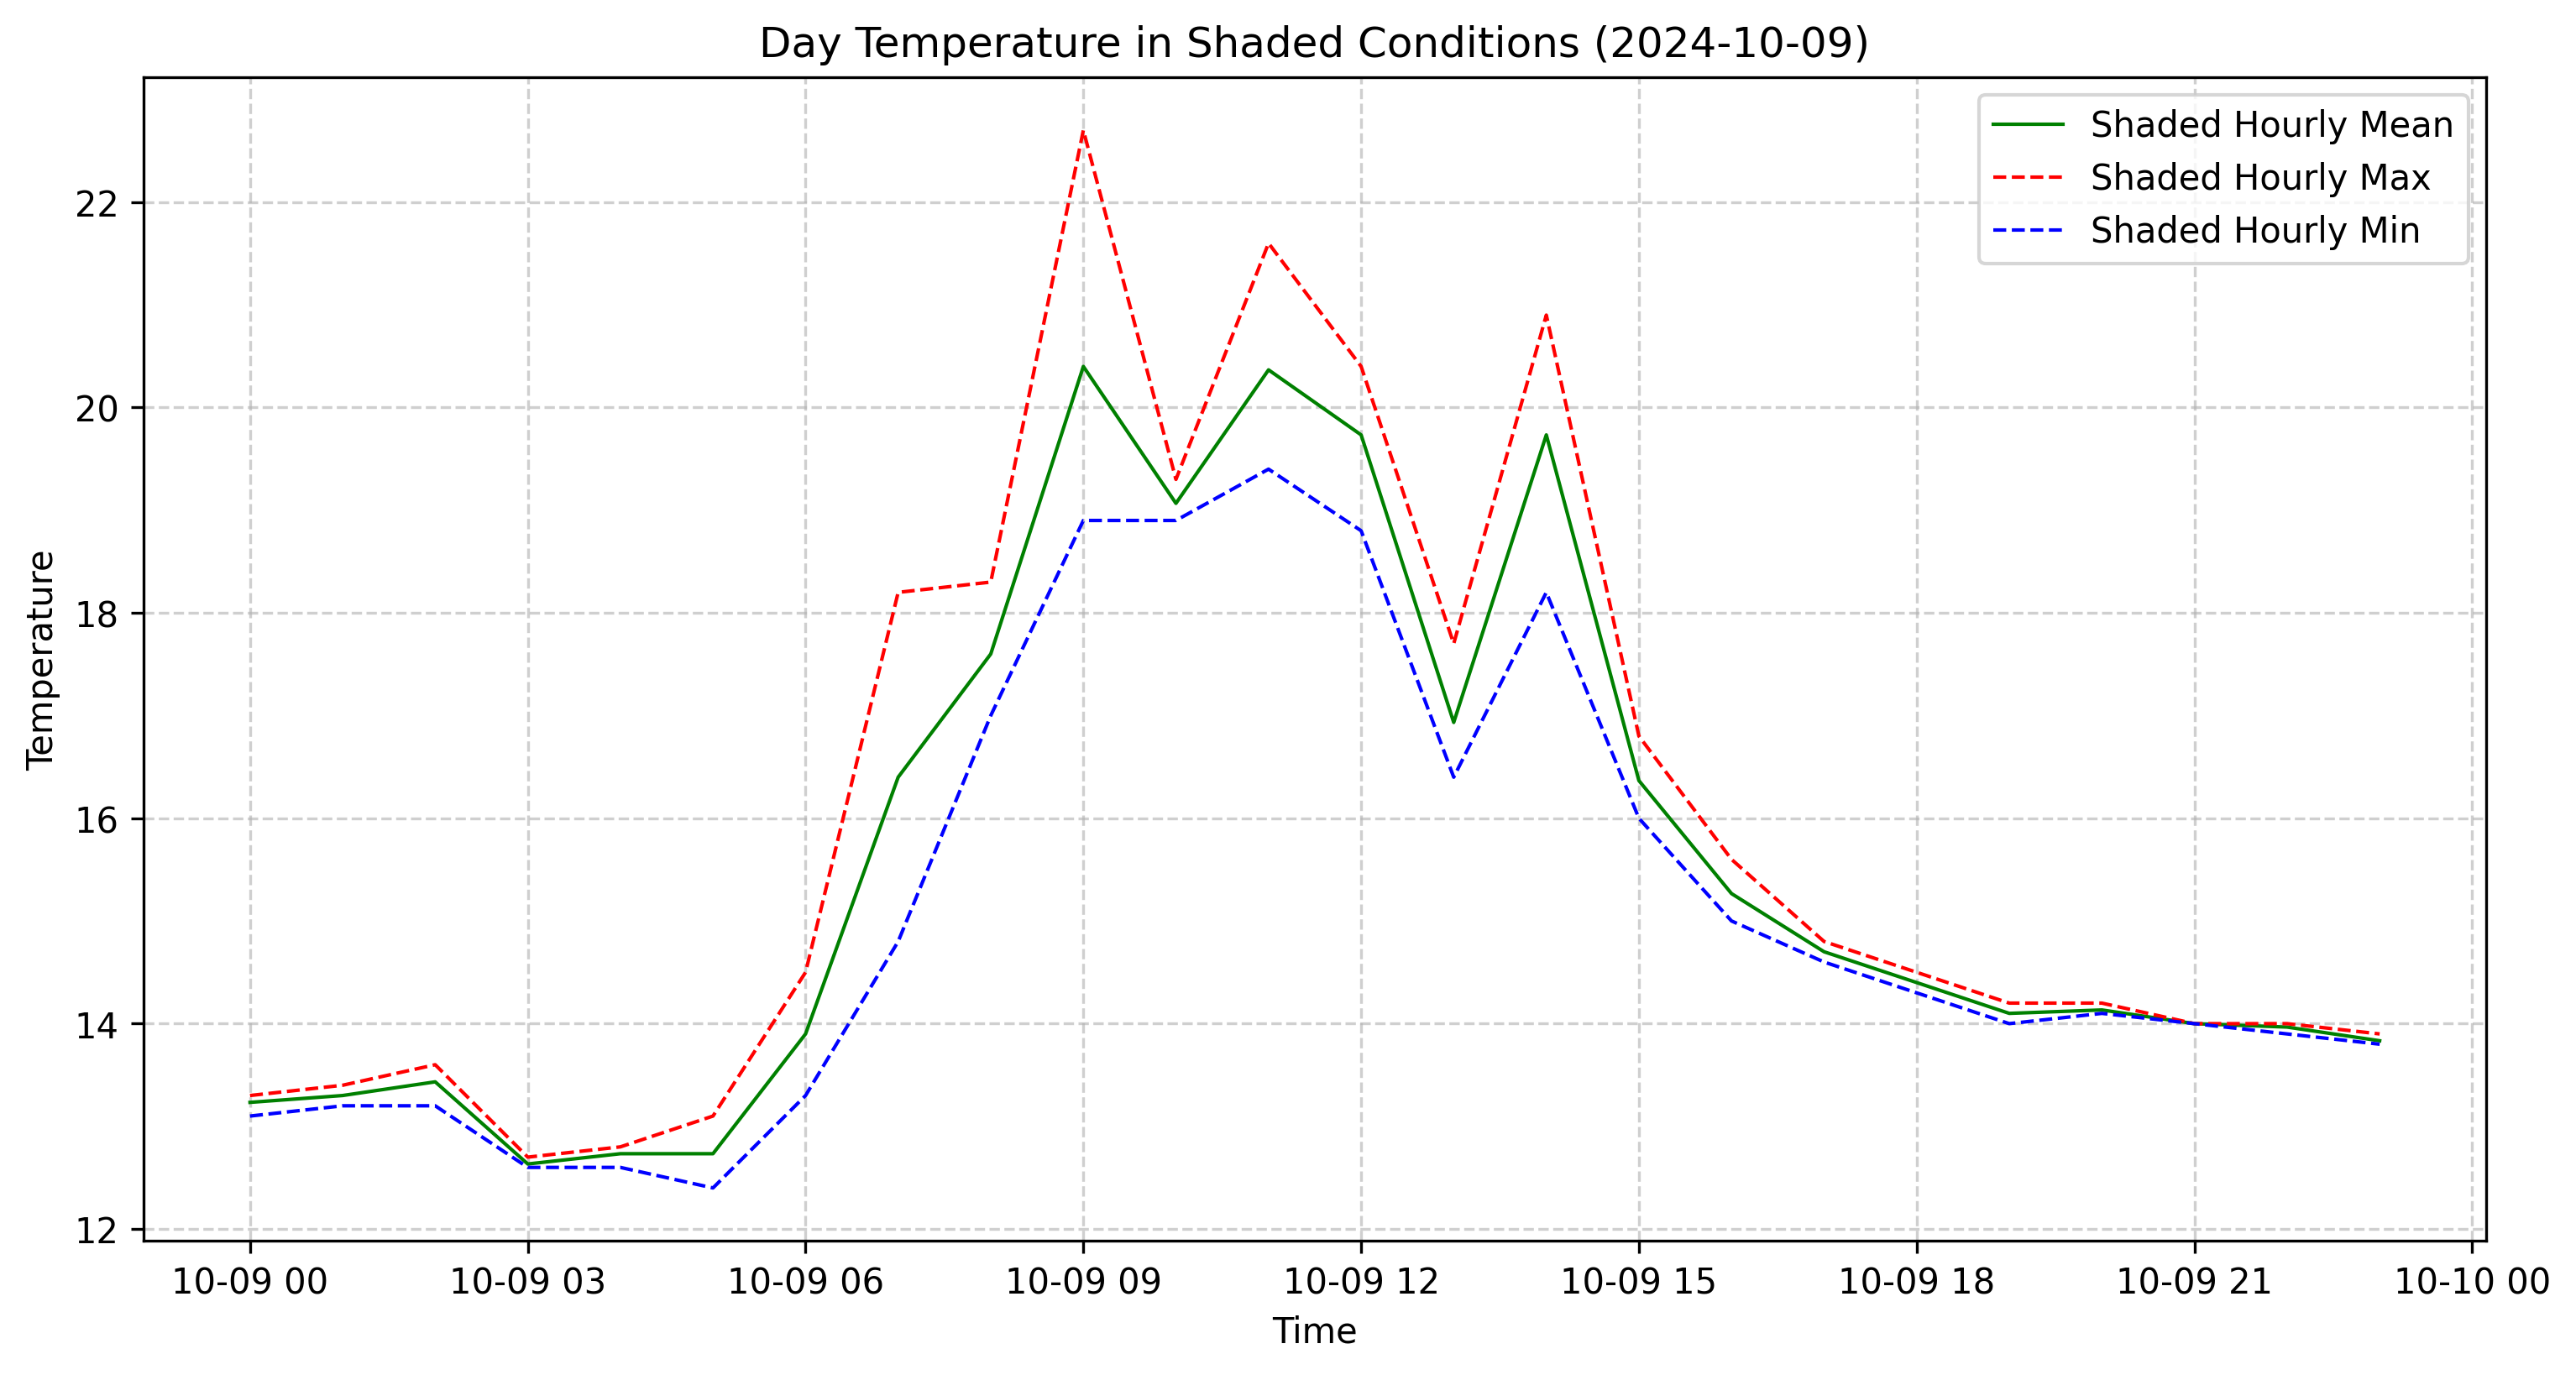 Day Temperature in Shaded Conditions (2024-10-09)
Shaded Hourly Mean
Shaded Hourly Max
Shaded Hourly Min
Temperature
22
20
18
16
14
12
10-09 00
10-09 03
10-09 06
10-09 09
10-09 12
10-09 15
10-09 18
10-09 21
10-10 00
Time